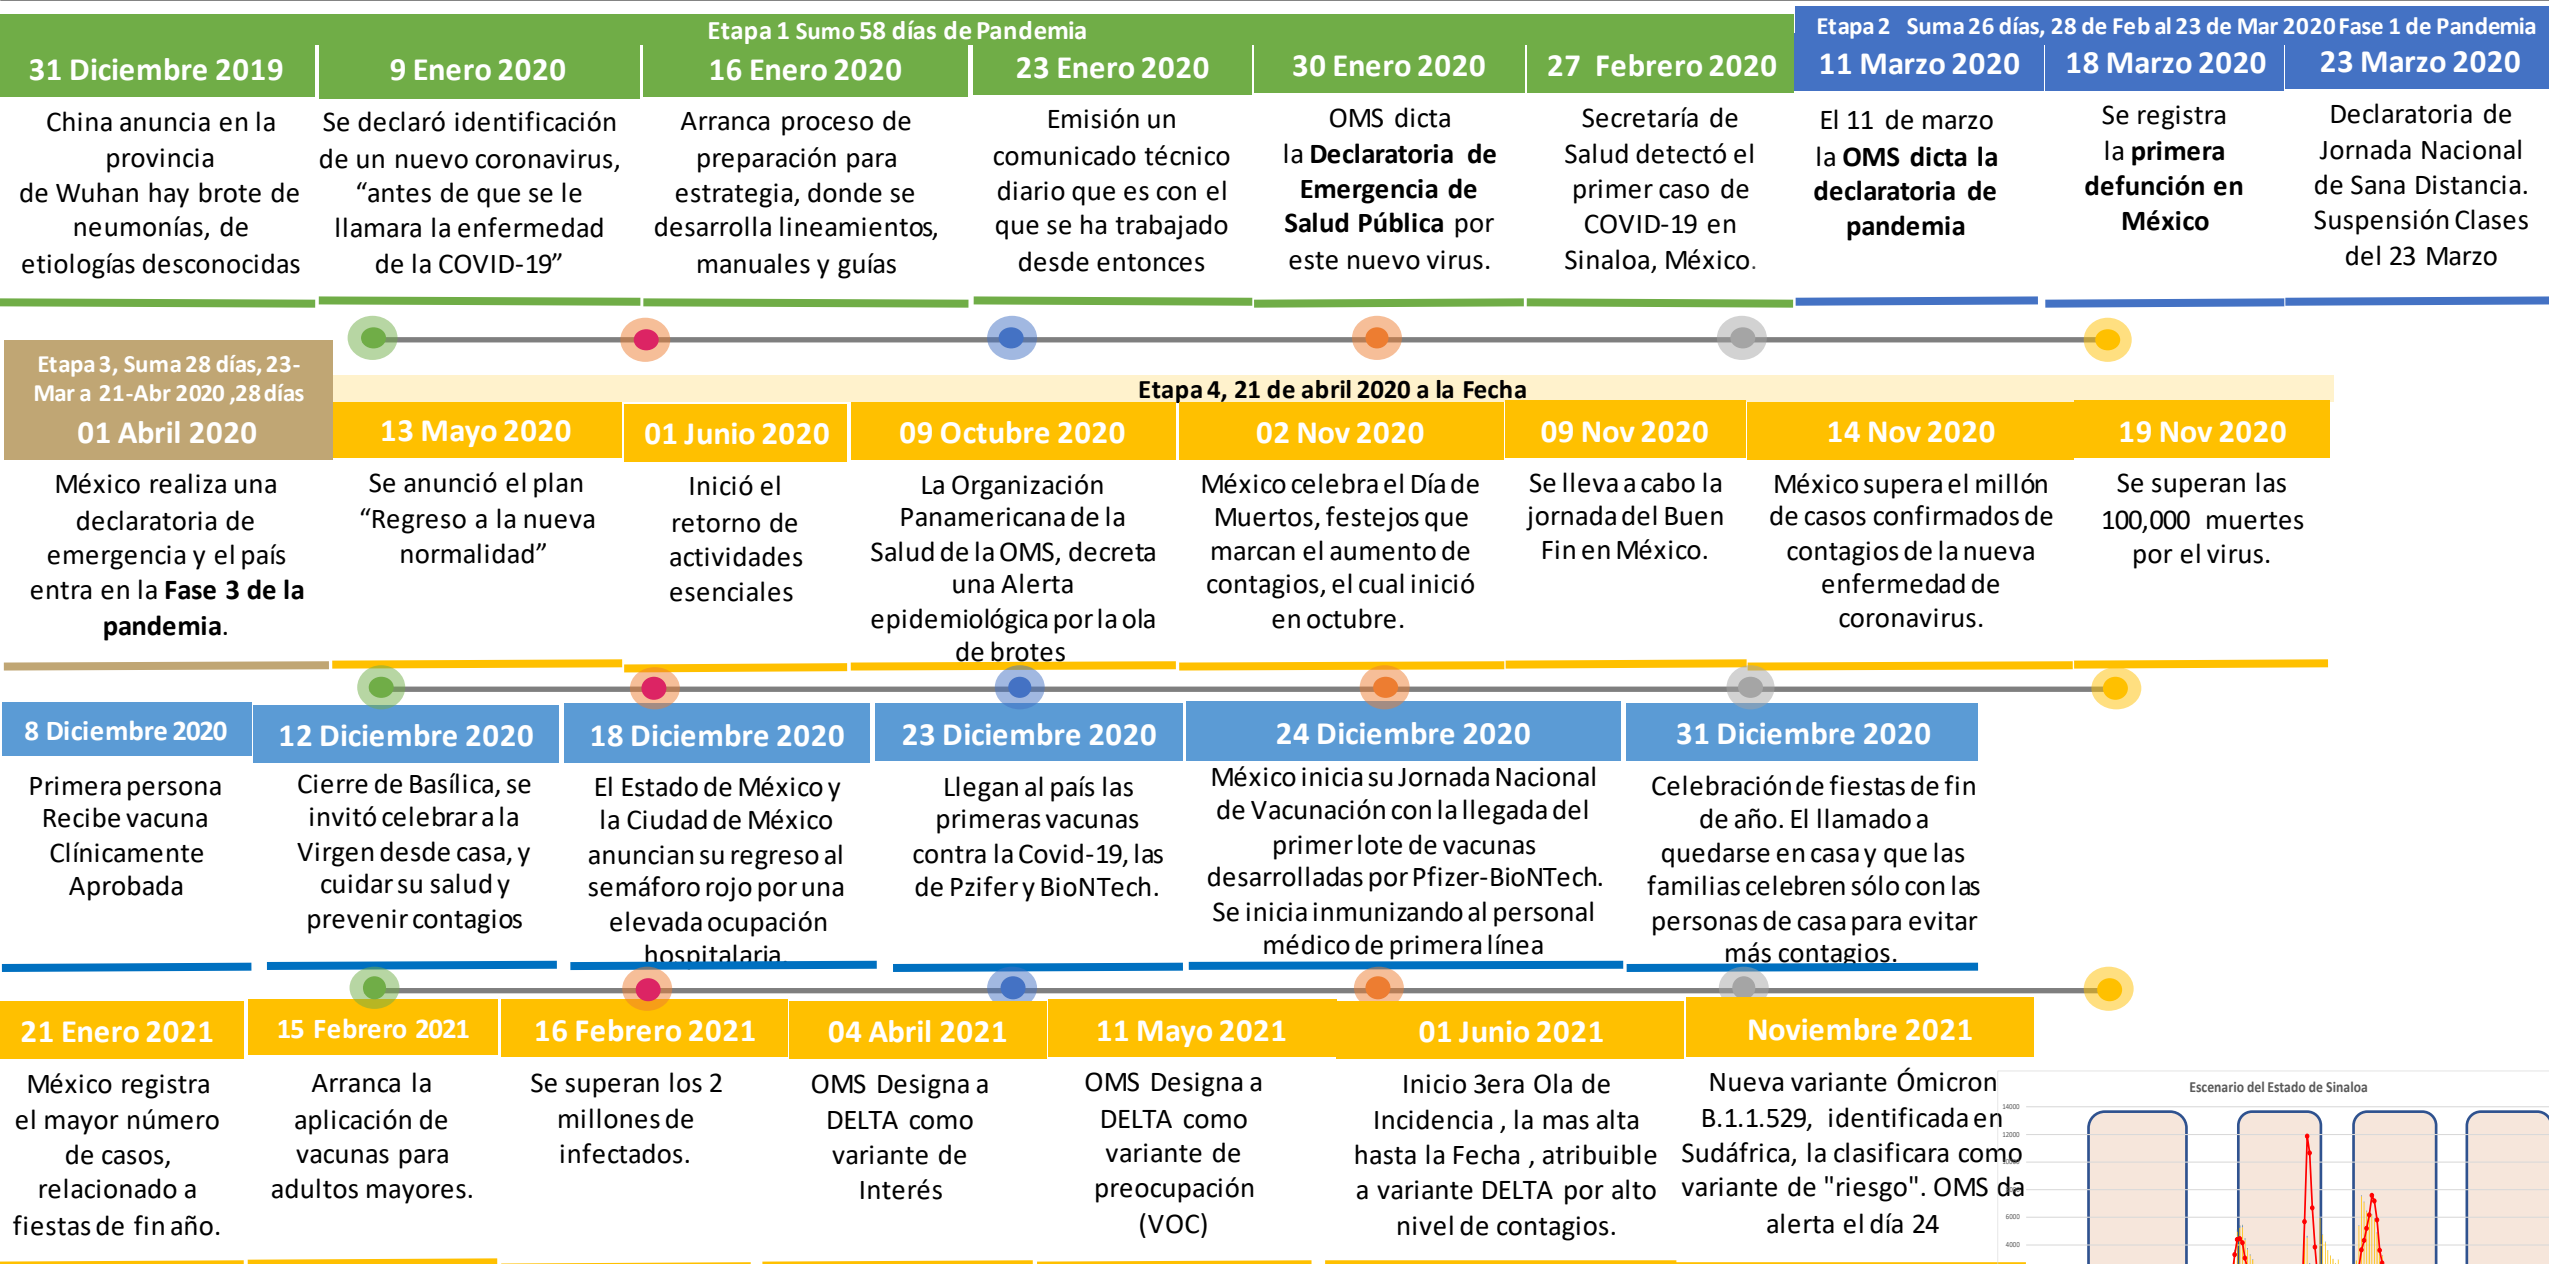 Etapa 1 Sumo 58 días de Pandemia
Etapa 2 Suma 26 días, 28 de Feb al 23 de Mar 2020 Fase 1 de Pandemia
31 Diciembre 2019
China anuncia en la
provincia
de Wuhan hay brote de
neumonías, de
etiologías desconocidas
9 Enero 2020
Se declaró identificación
de un nuevo coronavirus,
“antes de que se le
llamara la enfermedad
de la COVID-19”
16 Enero 2020
Arranca proceso de
preparación para
estrategia, donde se
desarrolla lineamientos,
manuales y guías
23 Enero 2020
Emisión un
comunicado técnico
diario que es con el
que se ha trabajado
desde entonces
30 Enero 2020
OMS dicta
la Declaratoria de
Emergencia de
Salud Pública por
este nuevo virus.
27 Febrero 2020
Secretaría de
Salud detectó el
primer caso de
COVID-19 en
Sinaloa, México.
11 Marzo 2020
El 11 de marzo
la OMS dicta la
declaratoria de
pandemia
18 Marzo 2020
Se registra
la primera
defunción en
México
23 Marzo 2020
Declaratoria de
Jornada Nacional
de Sana Distancia.
Suspensión Clases
del 23 Marzo
Etapa 3, Suma 28 días, 23-
Mar a 21-Abr 2020 ,28 días
01 Abril 2020
México realiza una
declaratoria de
emergencia y el país
entra en la Fase 3 de la
pandemia.
Etapa 4, 21 de abril 2020 a la Fecha
13 Mayo 2020
Se anunció el plan
“Regreso a la nueva
normalidad”
01 Junio 2020
Inició el
retorno de
actividades
esenciales
09 Octubre 2020
La Organización
Panamericana de la
Salud de la OMS, decreta
una Alerta
epidemiológica por la ola
de brotes
02 Nov 2020
México celebra el Día de
Muertos, festejos que
marcan el aumento de
contagios, el cual inició
en octubre.
09 Nov 2020
Se lleva a cabo la
jornada del Buen
Fin en México.
14 Nov 2020
México supera el millón
de casos confirmados de
contagios de la nueva
enfermedad de
coronavirus.
19 Nov 2020
Se superan las
100,000 muertes
por el virus.
8 Diciembre 2020
Primera persona
Recibe vacuna
Clínicamente
Aprobada
12 Diciembre 2020
Cierre de Basílica, se
invitó celebrar a la
Virgen desde casa, y
cuidar su salud y
prevenir contagios
18 Diciembre 2020
El Estado de México y
la Ciudad de México
anuncian su regreso al
semáforo rojo por una
elevada ocupación
hospitalaria.
23 Diciembre 2020
Llegan al país las
primeras vacunas
contra la Covid-19, las
de Pzifer y BioNTech.
24 Diciembre 2020
México inicia su Jornada Nacional
de Vacunación con la llegada del
primer lote de vacunas
desarrolladas por Pfizer-BioNTech.
Se inicia inmunizando al personal
médico de primera línea
31 Diciembre 2020
Celebración de fiestas de fin
de año. El llamado a
quedarse en casa y que las
familias celebren sólo con las
personas de casa para evitar
más contagios.
21 Enero 2021
México registra
el mayor número
de casos,
relacionado a
fiestas de fin año.
15 Febrero 2021
Arranca la
aplicación de
vacunas para
adultos mayores.
16 Febrero 2021
Se superan los 2
millones de
infectados.
04 Abril 2021
OMS Designa a
DELTA como
variante de
Interés
11 Mayo 2021
OMS Designa a
DELTA como
variante de
preocupación
(VOC)
01 Junio 2021
Inicio 3era Ola de
Incidencia , la mas alta
hasta la Fecha , atribuible
a variante DELTA por alto
nivel de contagios.
Noviembre 2021
Nueva variante Ómicron
B.1.1.529, identificada en
Sudáfrica, la clasificara como
variante de "riesgo". OMS da
alerta el día 24
Escenario del Estado de Sinaloa
14000
12000
6000
4000